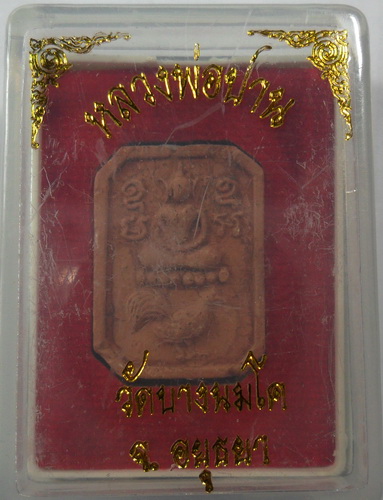 หลวงพ่อปาน
วัดบางนมโค
จ. อยุธยา